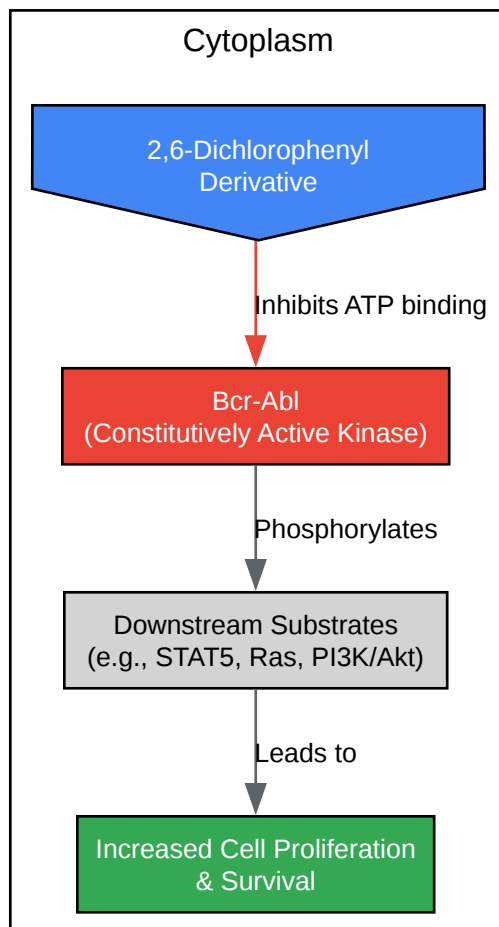 Cytoplasm
2,6-Dichlorophenyl
Derivative
Inhibits ATP binding
Bcr-Abl
(Constitutively Active Kinase)
Phosphorylates
Downstream Substrates
(e.g., STAT5, Ras, PI3K/Akt)
Leads to
Increased Cell Proliferation
& Survival